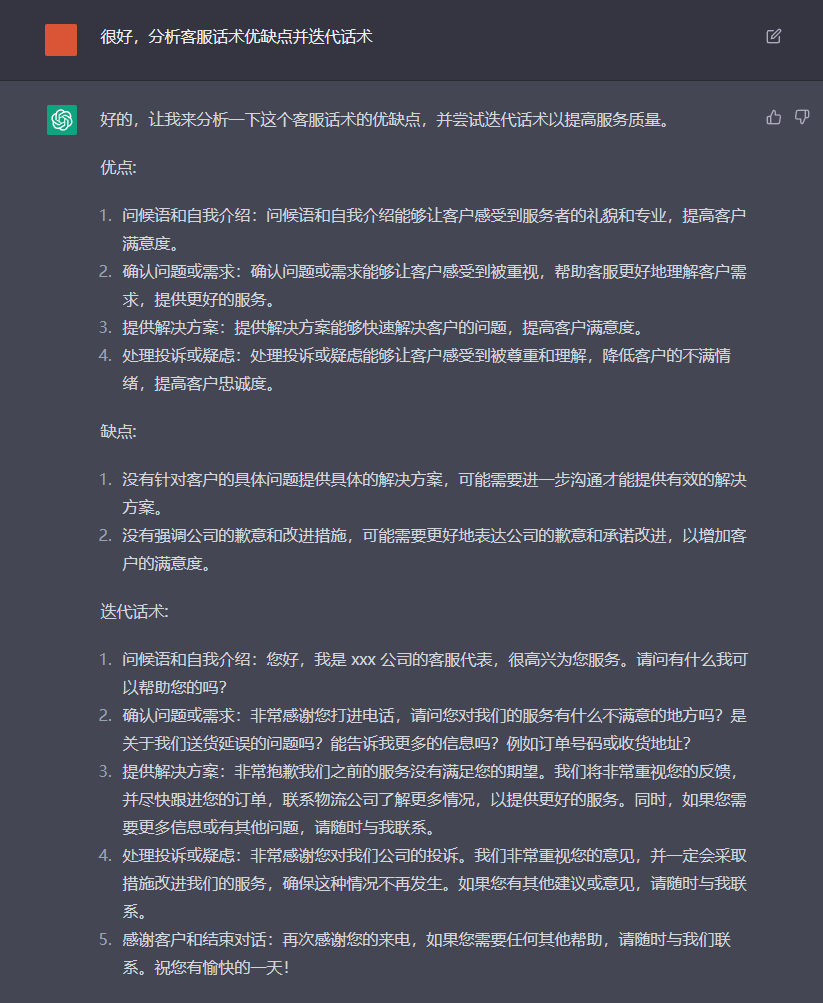 很好，分析客服话术优缺点并迭代话术
好的，让我来分析一下这个客服话术的优缺点，并尝试迭代话术以提高服务质量。
优点:
1. 问候语和自我介绍：问候语和自我介绍能够让客户感受到服务者的礼貌和专业，提高客户
满意度。
2. 确认问题或需求：确认问题或需求能够让客户感受到被重视，帮助客服更好地理解客户需
求，提供更好的服务。
3. 提供解决方案：提供解决方案能够快速解决客户的问题，提高客户满意度。
4. 处理投诉或疑虑：处理投诉或疑虑能够让客户感受到被尊重和理解，降低客户的不满情
绪，提高客户忠诚度。
缺点:
1. 没有针对客户的具体问题提供具体的解决方案，可能需要进一步沟通才能提供有效的解决
方案。
2. 没有强调公司的歉意和改进措施，可能需要更好地表达公司的歉意和承诺改进，以增加客
户的满意度。
迭代话术:
1. 问候语和自我介绍：您好，我是 xxx 公司的客服代表，很高兴为您服务。请问有什么我可
以帮助您的吗？
2. 确认问题或需求：非常感谢您打进电话，请问您对我们的服务有什么不满意的地方吗？是
关于我们送货延误的问题吗？能告诉我更多的信息吗？例如订单号码或收货地址？
3. 提供解决方案：非常抱歉我们之前的服务没有满足您的期望。我们将非常重视您的反馈，
并尽快跟进您的订单，联系物流公司了解更多情况，以提供更好的服务。同时，如果您需
要更多信息或有其他问题，请随时与我联系。
4. 处理投诉或疑虑：非常感谢您对我们公司的投诉。我们非常重视您的意见，并一定会采取
措施改进我们的服务，确保这种情况不再发生。如果您有其他建议或意见，请随时与我联
系。
5. 感谢客户和结束对话：再次感谢您的来电，如果您需要任何其他帮助，请随时与我们联
系。祝您有愉快的一天！